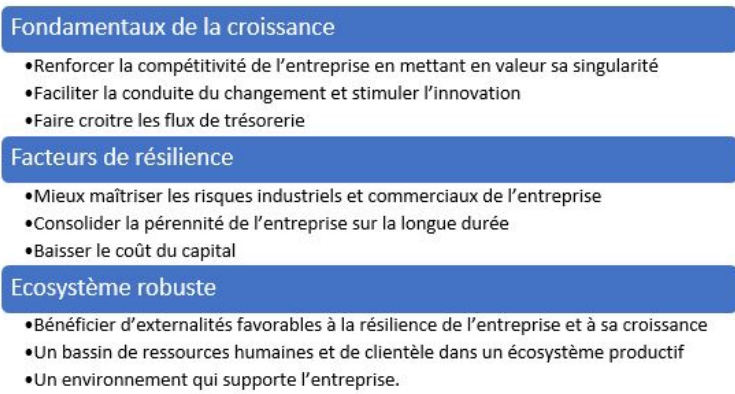 Fondamentaux de la croissance
•Renforcer la compétitivité de l'entreprise en mettant en valeur sa singularité
•Faciliter la conduite du changement et stimuler l'innovation
•Faire croitre les flux de trésorerie
Facteurs de résilience
•Mieux maîtriser les risques industriels et commerciaux de l'entreprise
•Consolider la pérennité de l'entreprise sur la longue durée
•Baisser le coût du capital
Ecosystème robuste
•Bénéficier d'externalités favorables à la résilience de l'entreprise et à sa croissance
•Un bassin de ressources humaines et de clientèle dans un écosystème productif
•Un environnement qui supporte l'entreprise.